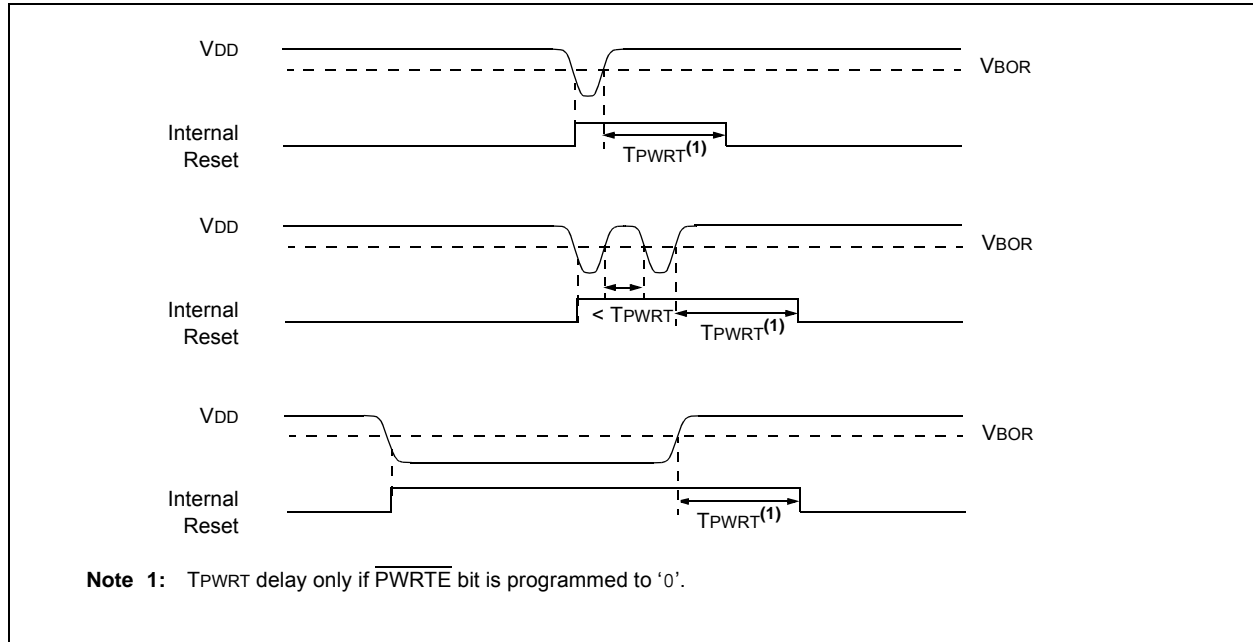 VDD
VBOR
Internal
Reset
TPWRT(1)
VDD
VBOR
Internal
Reset
< TPWRT
TPWRT(1)
VDD
VBOR
Internal
Reset
TPWRT(1)
Note 1: TPWRT delay only if PWRTE bit is programmed to ‘0’.